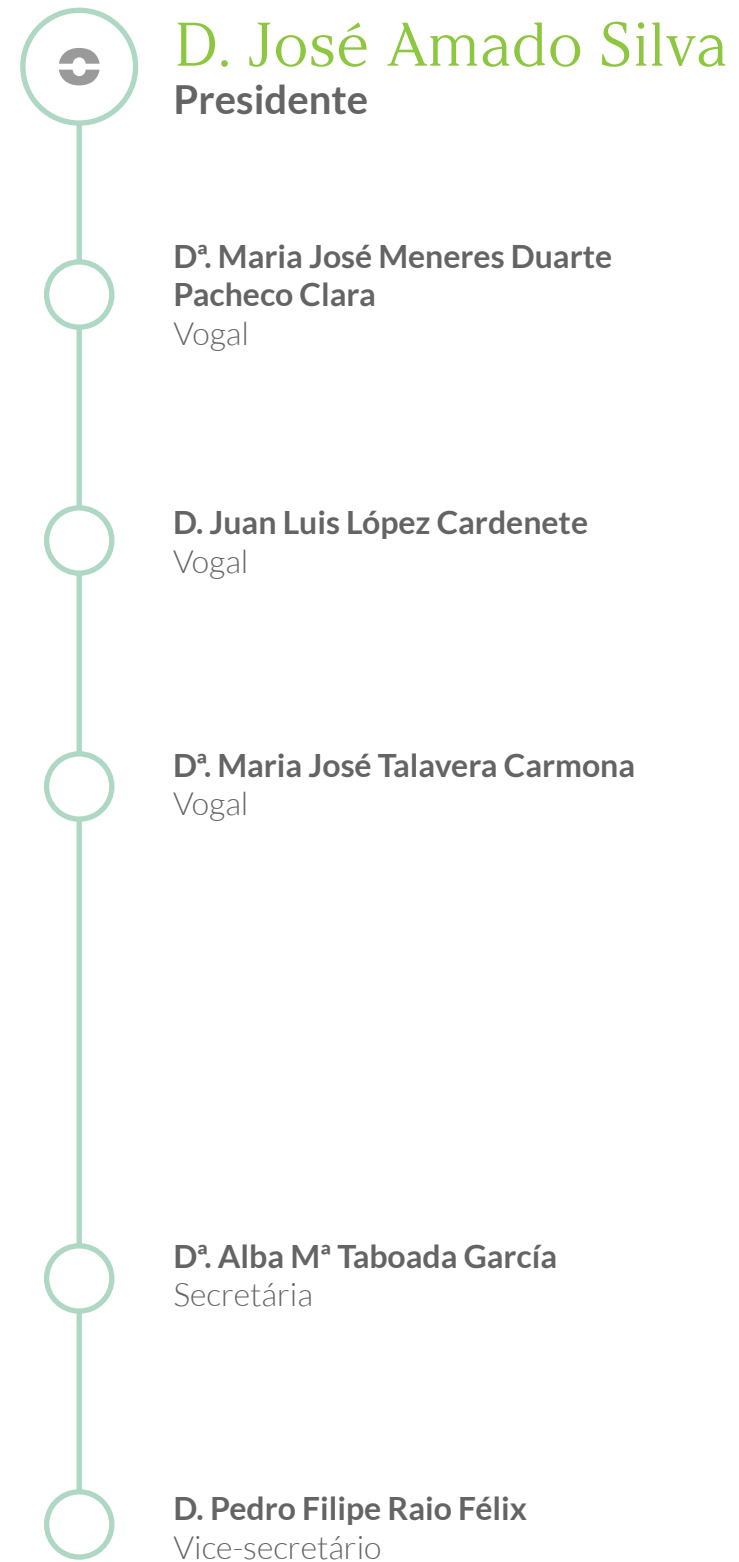 D. José Amado Silva
Presidente
Dª. Maria José Meneres Duarte
Pacheco Clara
Vogal
D. Juan Luis López Cardenete
Vogal
Dª. Maria José Talavera Carmona
Vogal
Dª. Alba Mª Taboada García
Secretária
D. Pedro Filipe Raio Félix
Vice-secretário